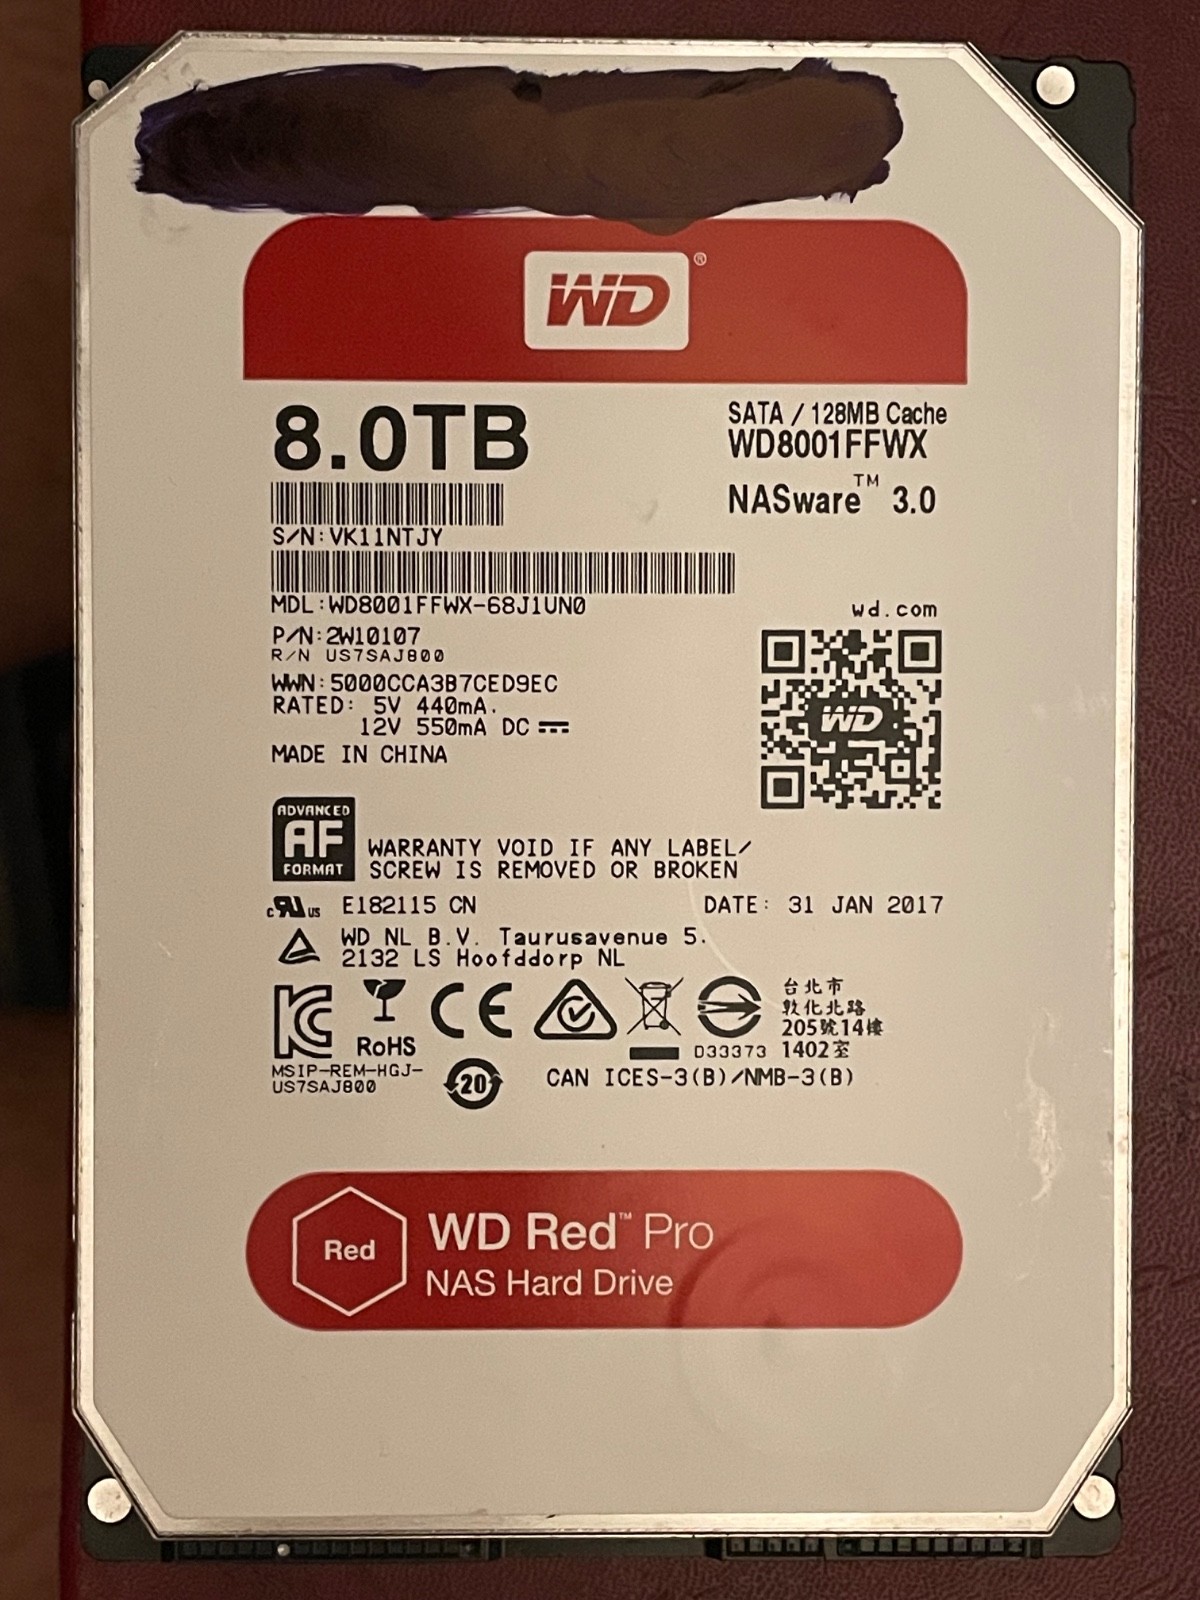 WD®
8.0TB
SATA / 128MB Cache
WD8001FFWX
NASware™ 3.0
S/N:VK11NTJY
MDL:WD8001FFWX-68J1UN0
P/N:2W10107
R/N US7SAJ800
WWN:5000CCA3B7CED9EC
RATED: 5V 440mA.
12V 550mA DC
MADE IN CHINA
wd.com
WD
ADVANCED
AF
FORMAT
WARRANTY VOID IF ANY LABEL/
SCREW IS REMOVED OR BROKEN
c RU us E182115 CN
DATE: 31 JAN 2017
WD NL B.V. Taurusavenue 5.
2132 LS Hoofddorp NL
KC
RoHS
CE
D33373
台北市
敦化北路
205號14樓
1402室
MSIP-REM-HGJ-
US7SAJ800
20
CAN ICES-3(B)/NMB-3(B)
Red
WD Red™ Pro
NAS Hard Drive